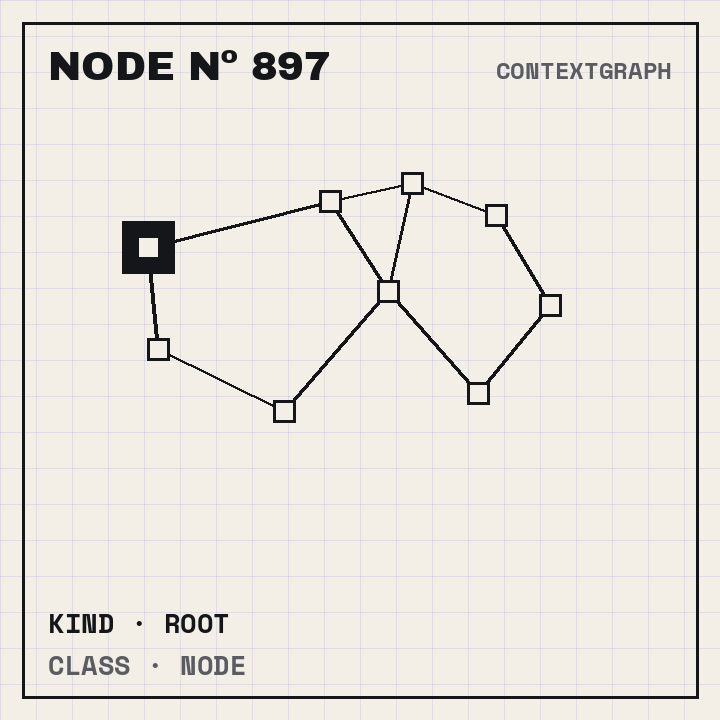 NODE Nº 897
CONTEXTGRAPH
KIND · ROOT
CLASS · NODE